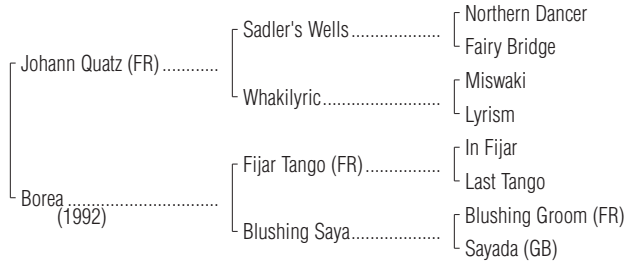 Northern Dancer
Sadler's Wells....................
Fairy Bridge
Johann Quatz (FR) ............
Miswaki
Whakilyric..........................
Lyrism
In Fijar
Fijar Tango (FR).................
Last Tango
Borea .................................
(1992)
Blushing Groom (FR)
Blushing Saya....................
Sayada (GB)